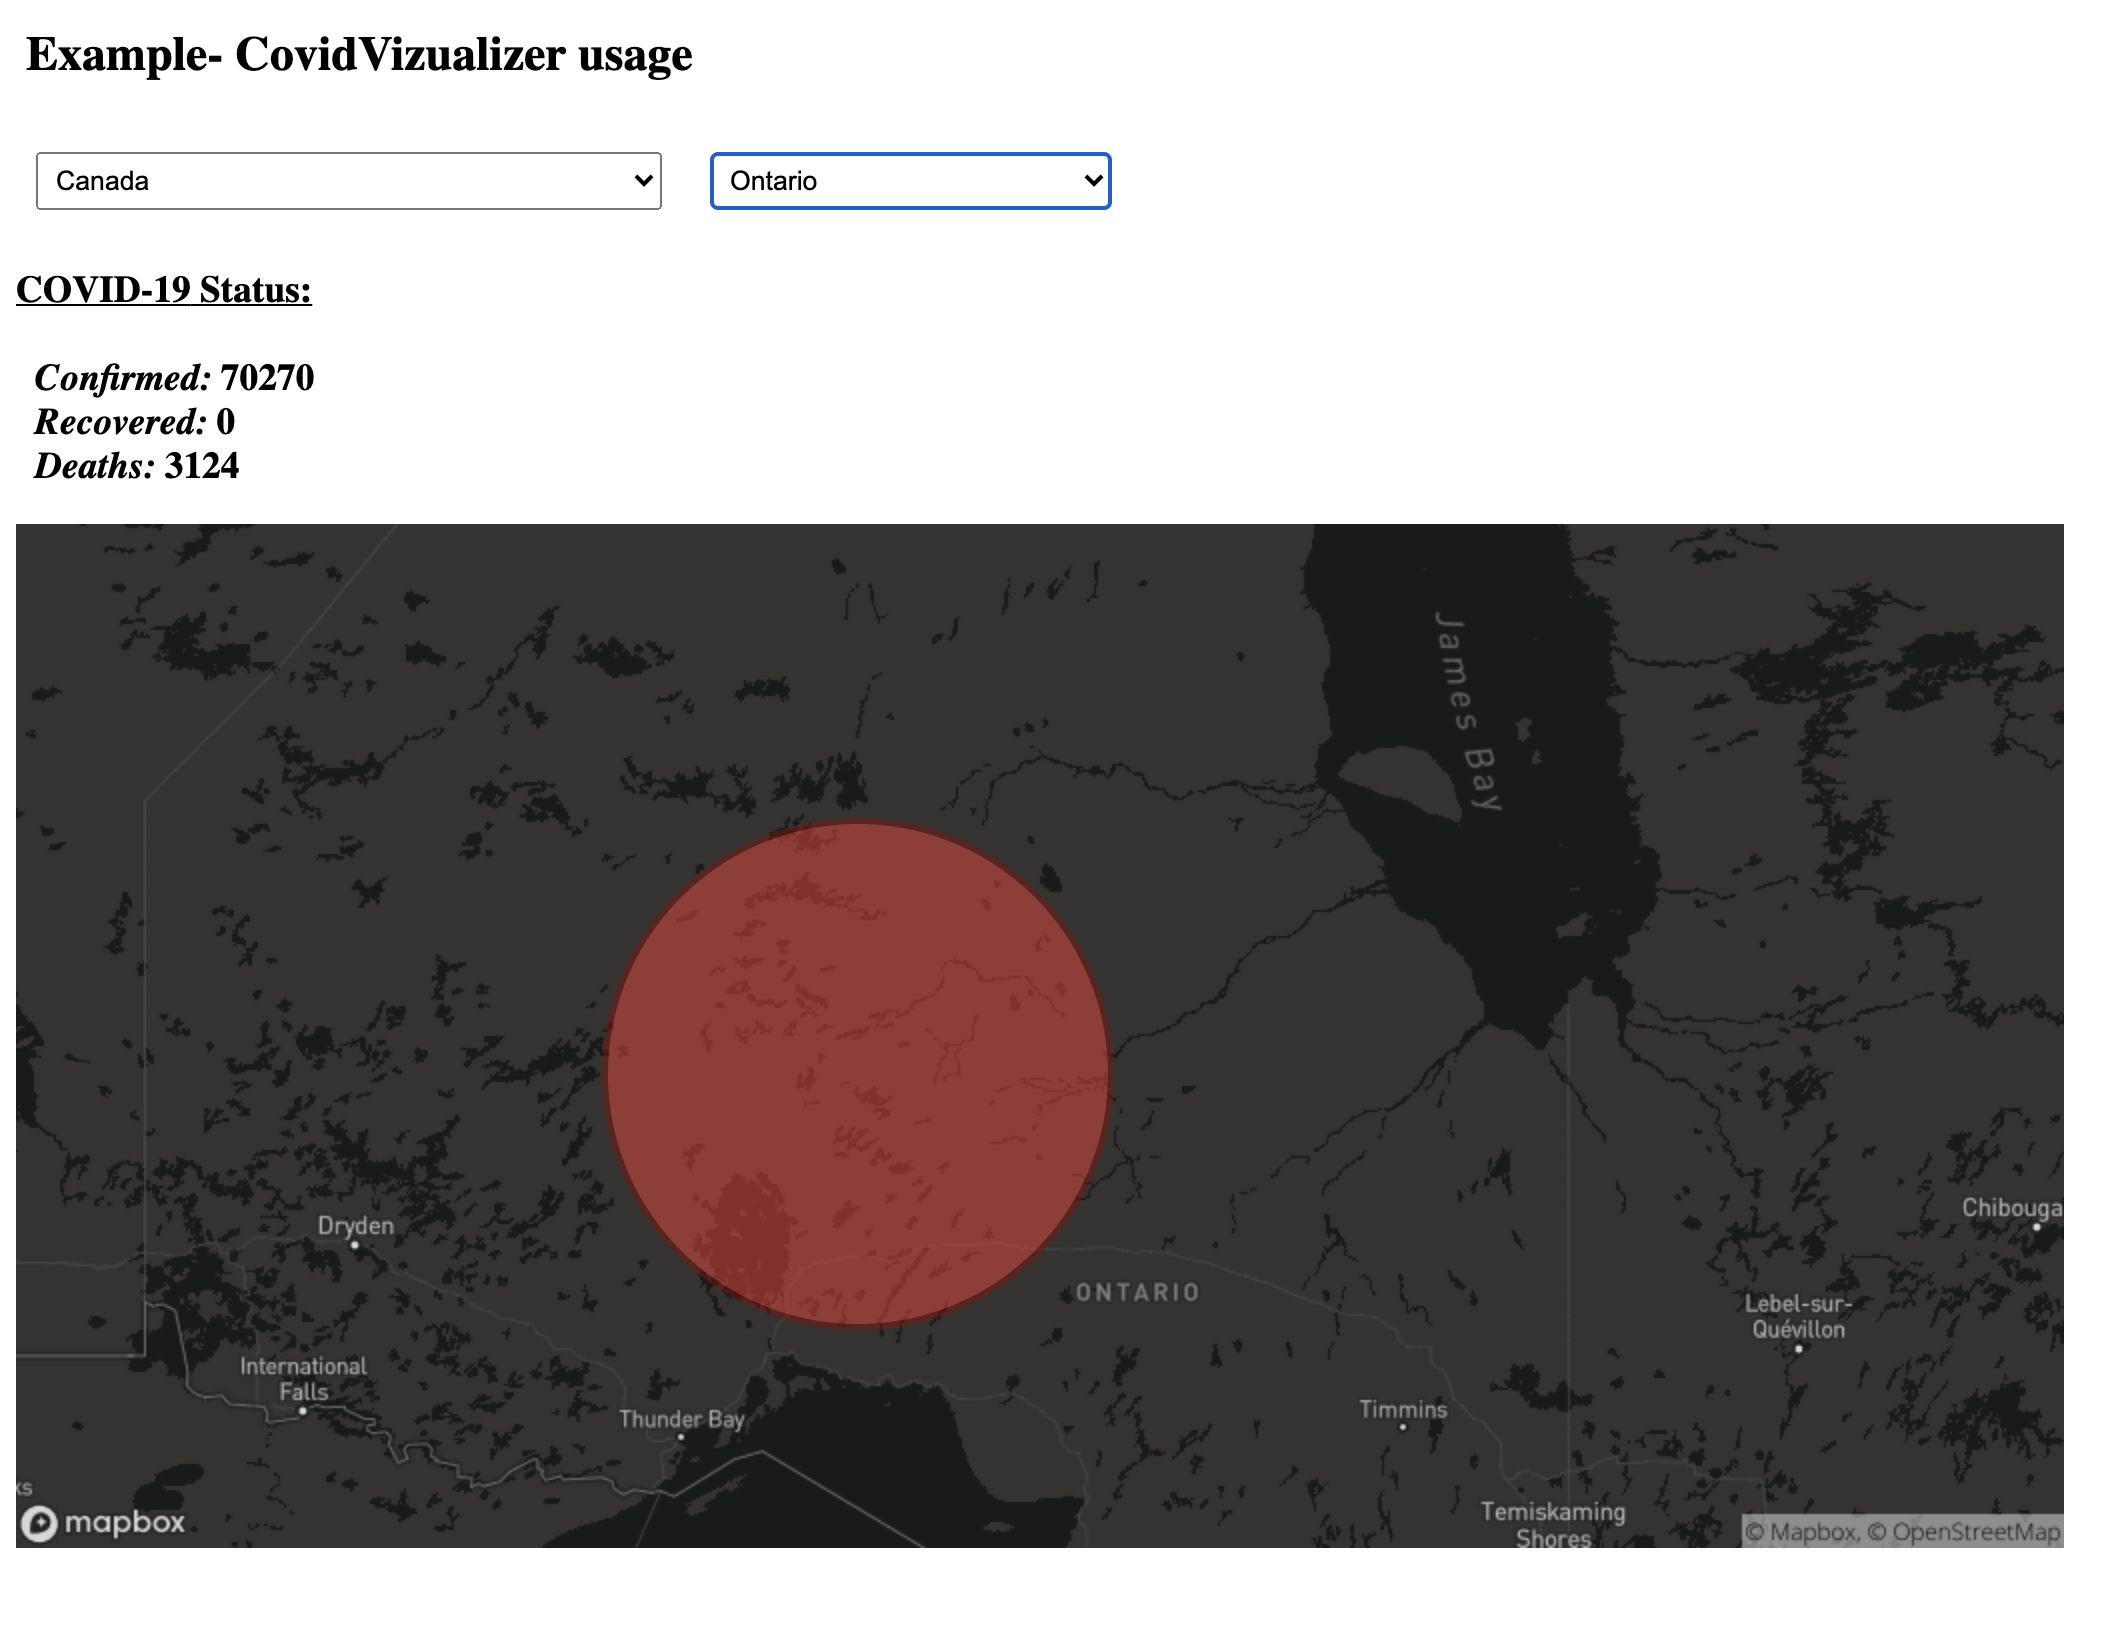 Example- CovidVizualizer usage
Canada
Ontario
COVID-19 Status:
Confirmed: 70270
Recovered: 0
Deaths: 3124
James Bay
Dryden
Chibouga
ONTARIO
Lebel-sur-
Quévillon
International
Falls
Thunder Bay
Timmins
ks
Temiskaming
Shores
mapbox
© Mapbox, © OpenStreetMap